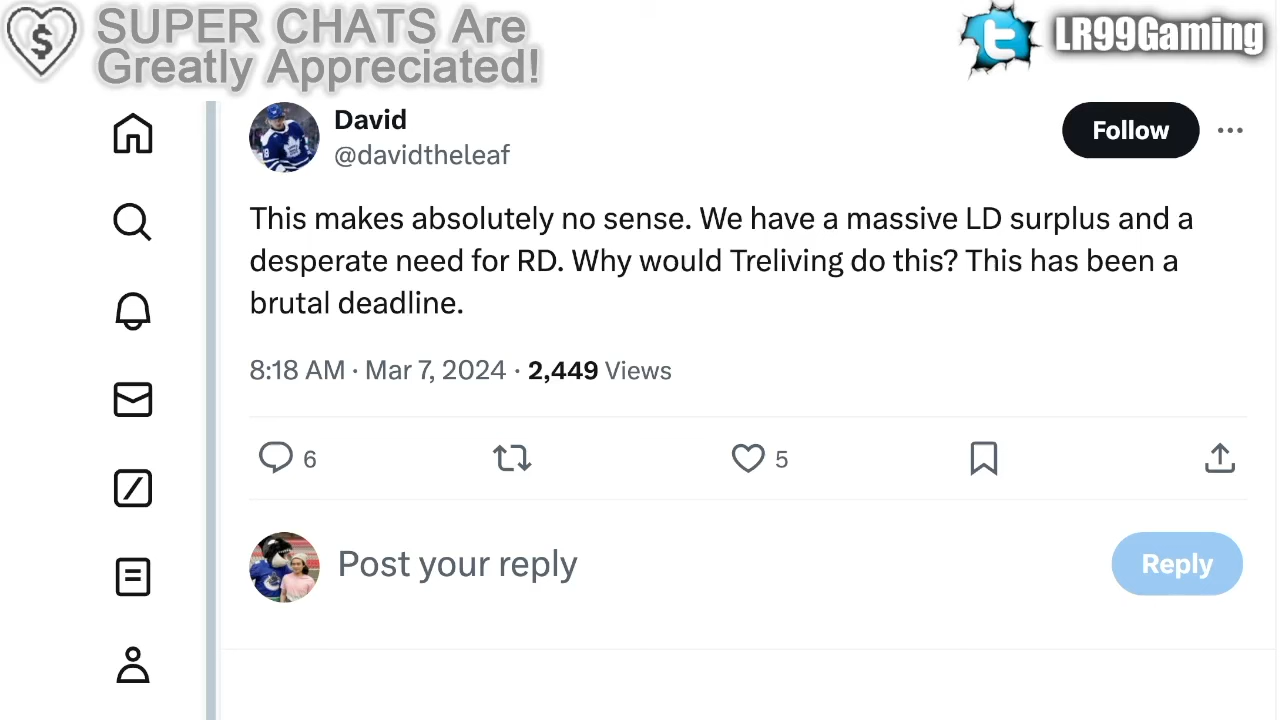 SUPER CHATS Are
Greatly Appreciated!
LR99Gaming
David
@davidtheleaf
Follow
This makes absolutely no sense. We have a massive LD surplus and a
desperate need for RD. Why would Treliving do this? This has been a
brutal deadline.
8:18 AM · Mar 7, 2024 · 2,449 Views
6
5
Post your reply
Reply